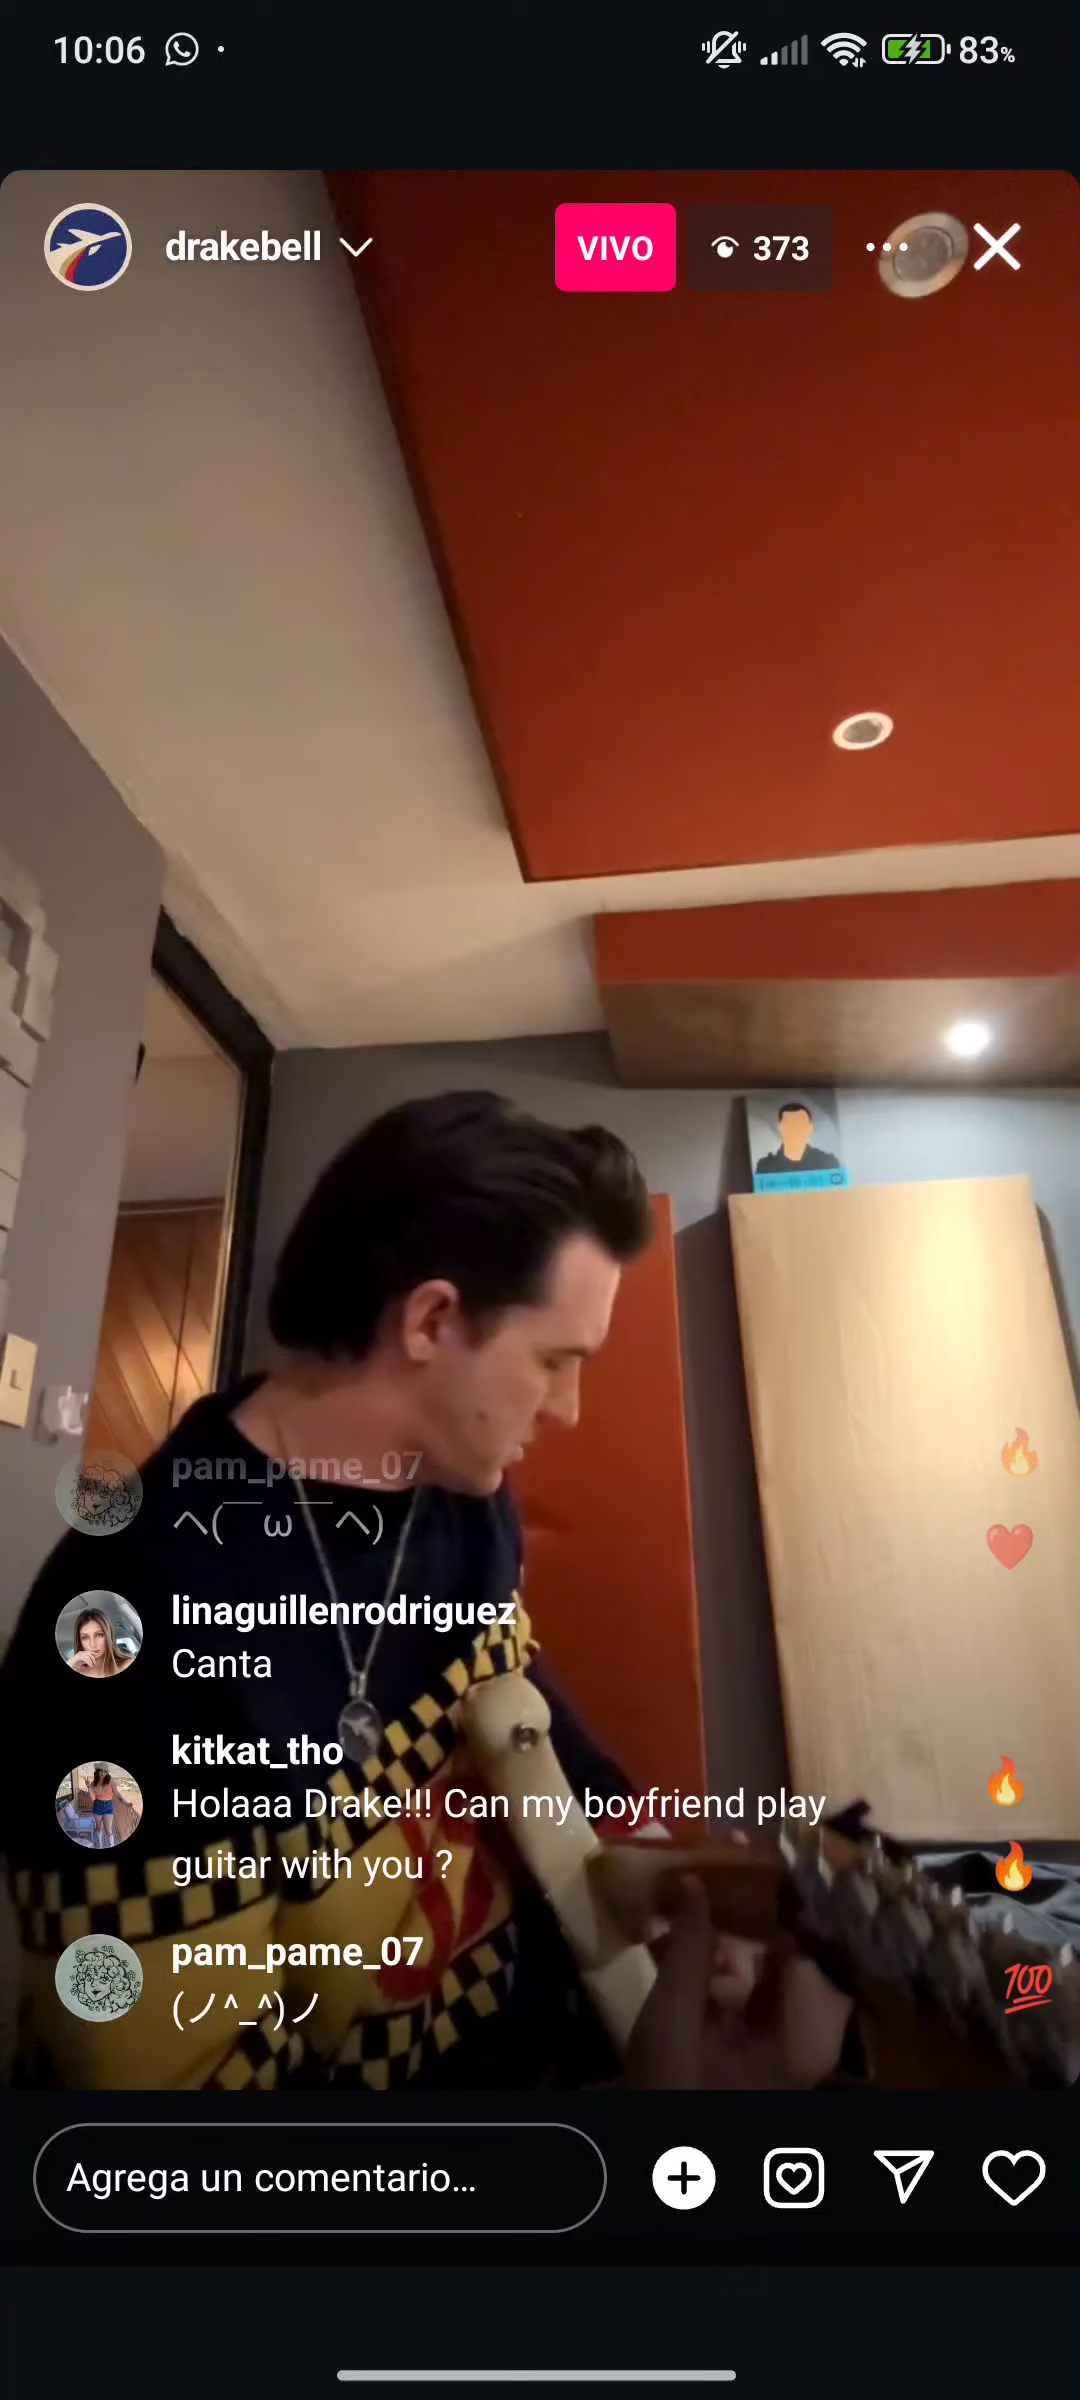 10:06
83%
drakebell
VIVO
373
pam_pame_07
ヘ(￣ω￣ヘ)
linaguillenrodriguez
Canta
kitkat_tho
Holaaa Drake!!! Can my boyfriend play
guitar with you ?
pam_pame_07
(ノ^_^)ノ
100
Agrega un comentario...